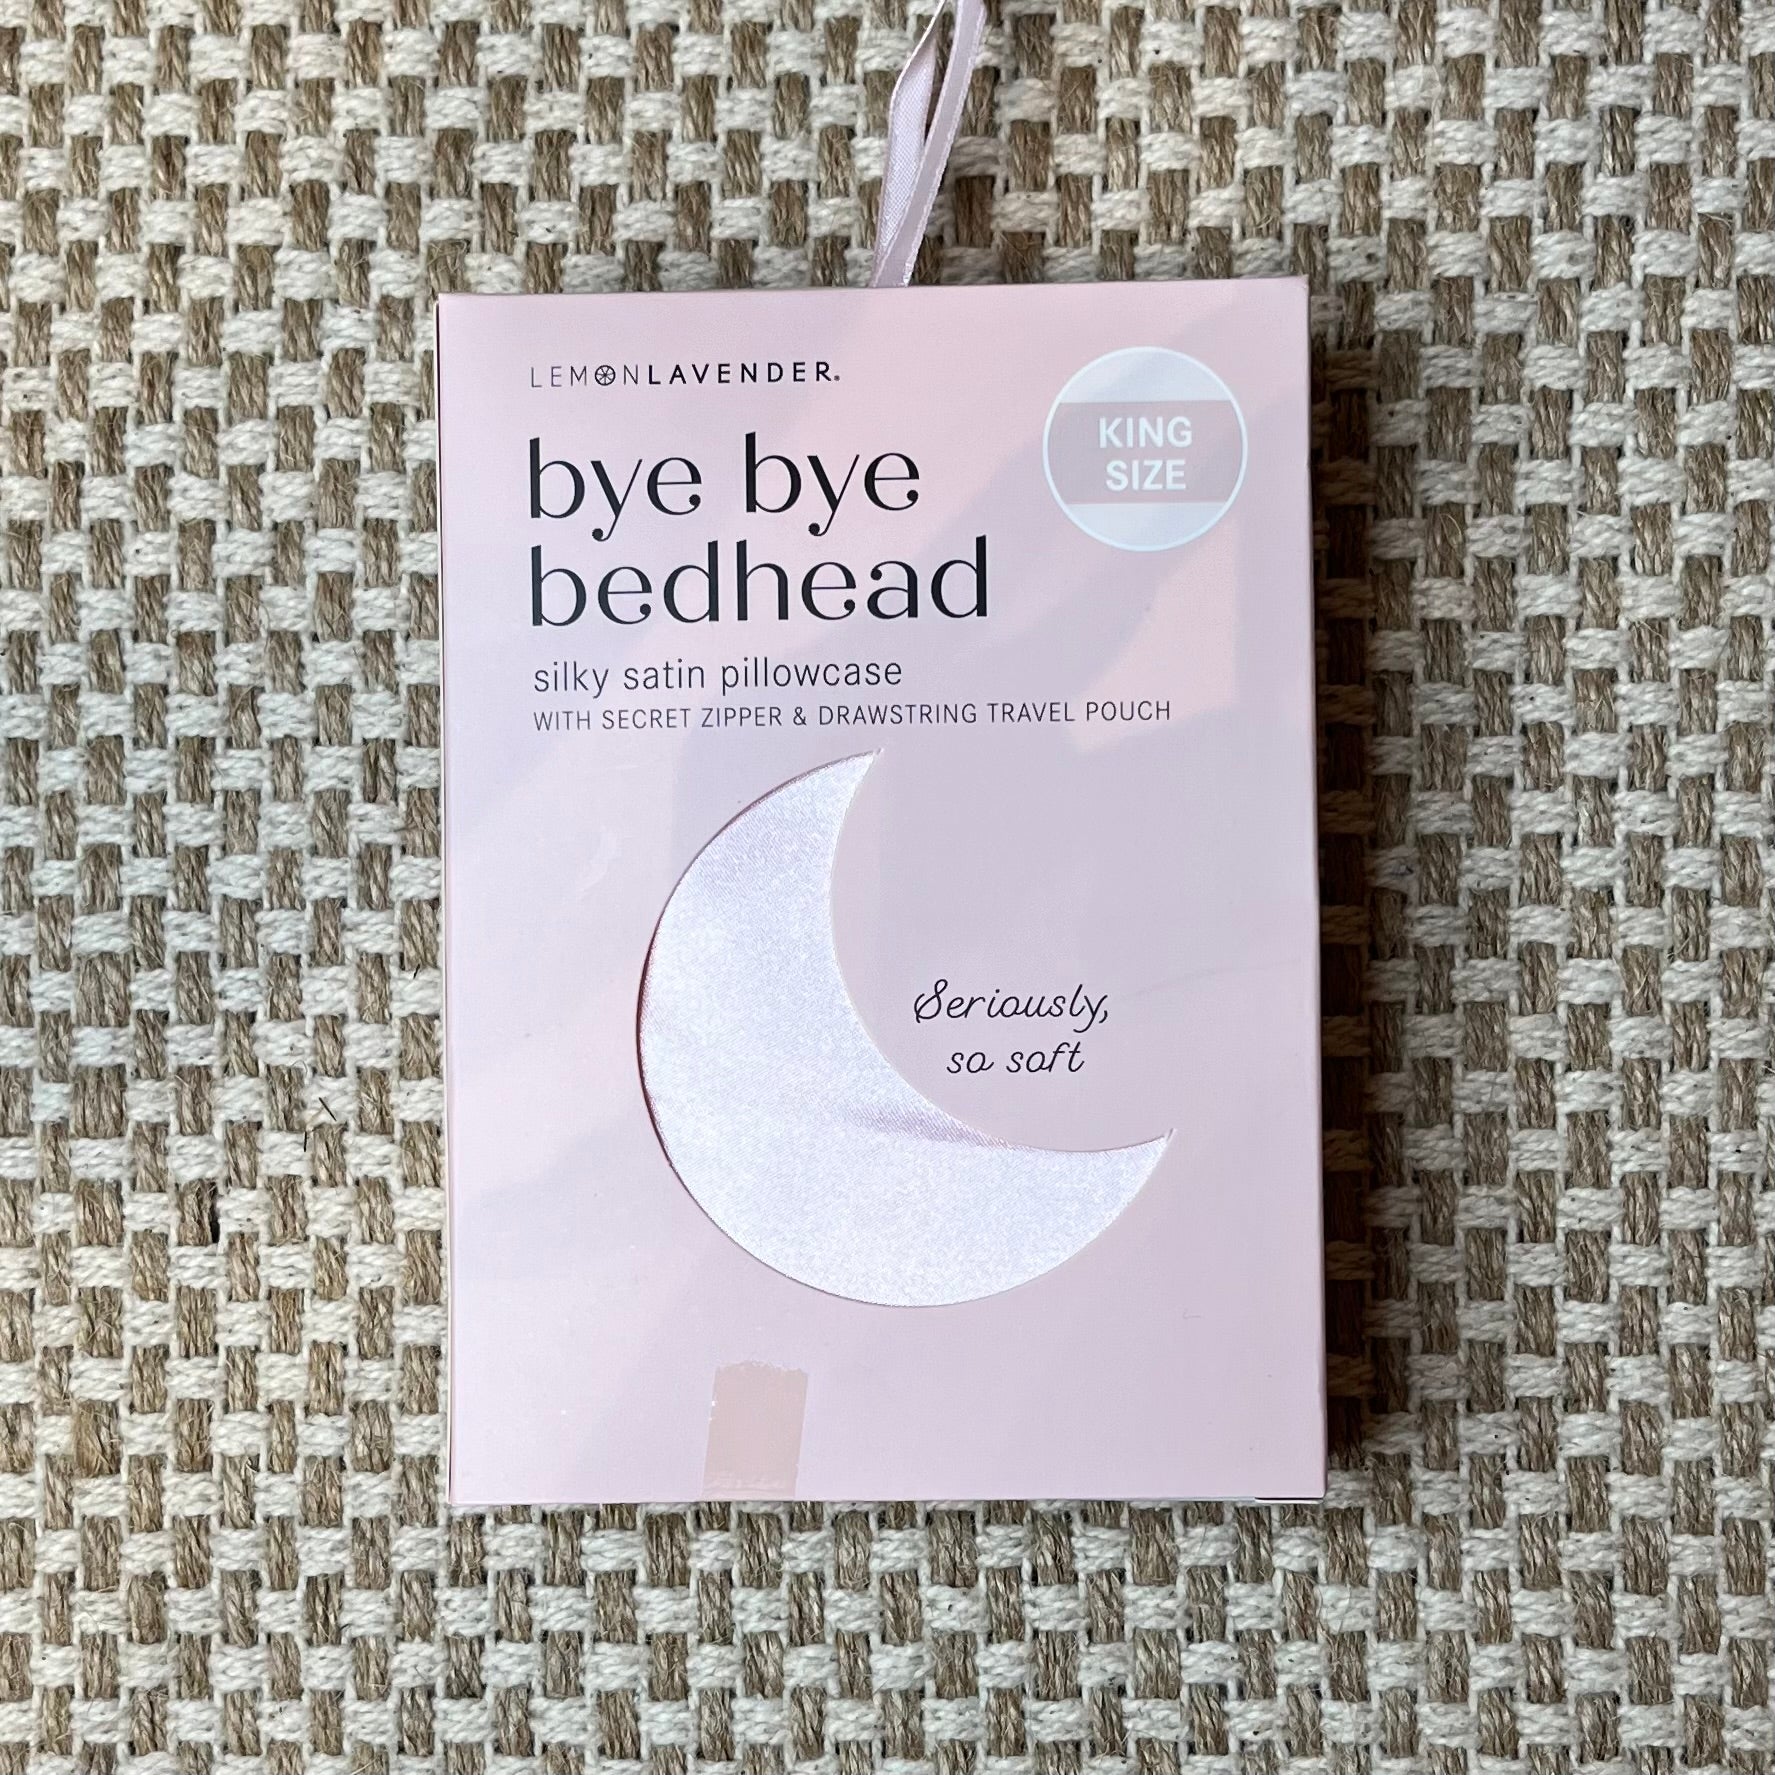 LEMONLAVENDER®
KING
SIZE
bye bye
bedhead
silky satin pillowcase
WITH SECRET ZIPPER & DRAWSTRING TRAVEL POUCH
Seriously,
so soft